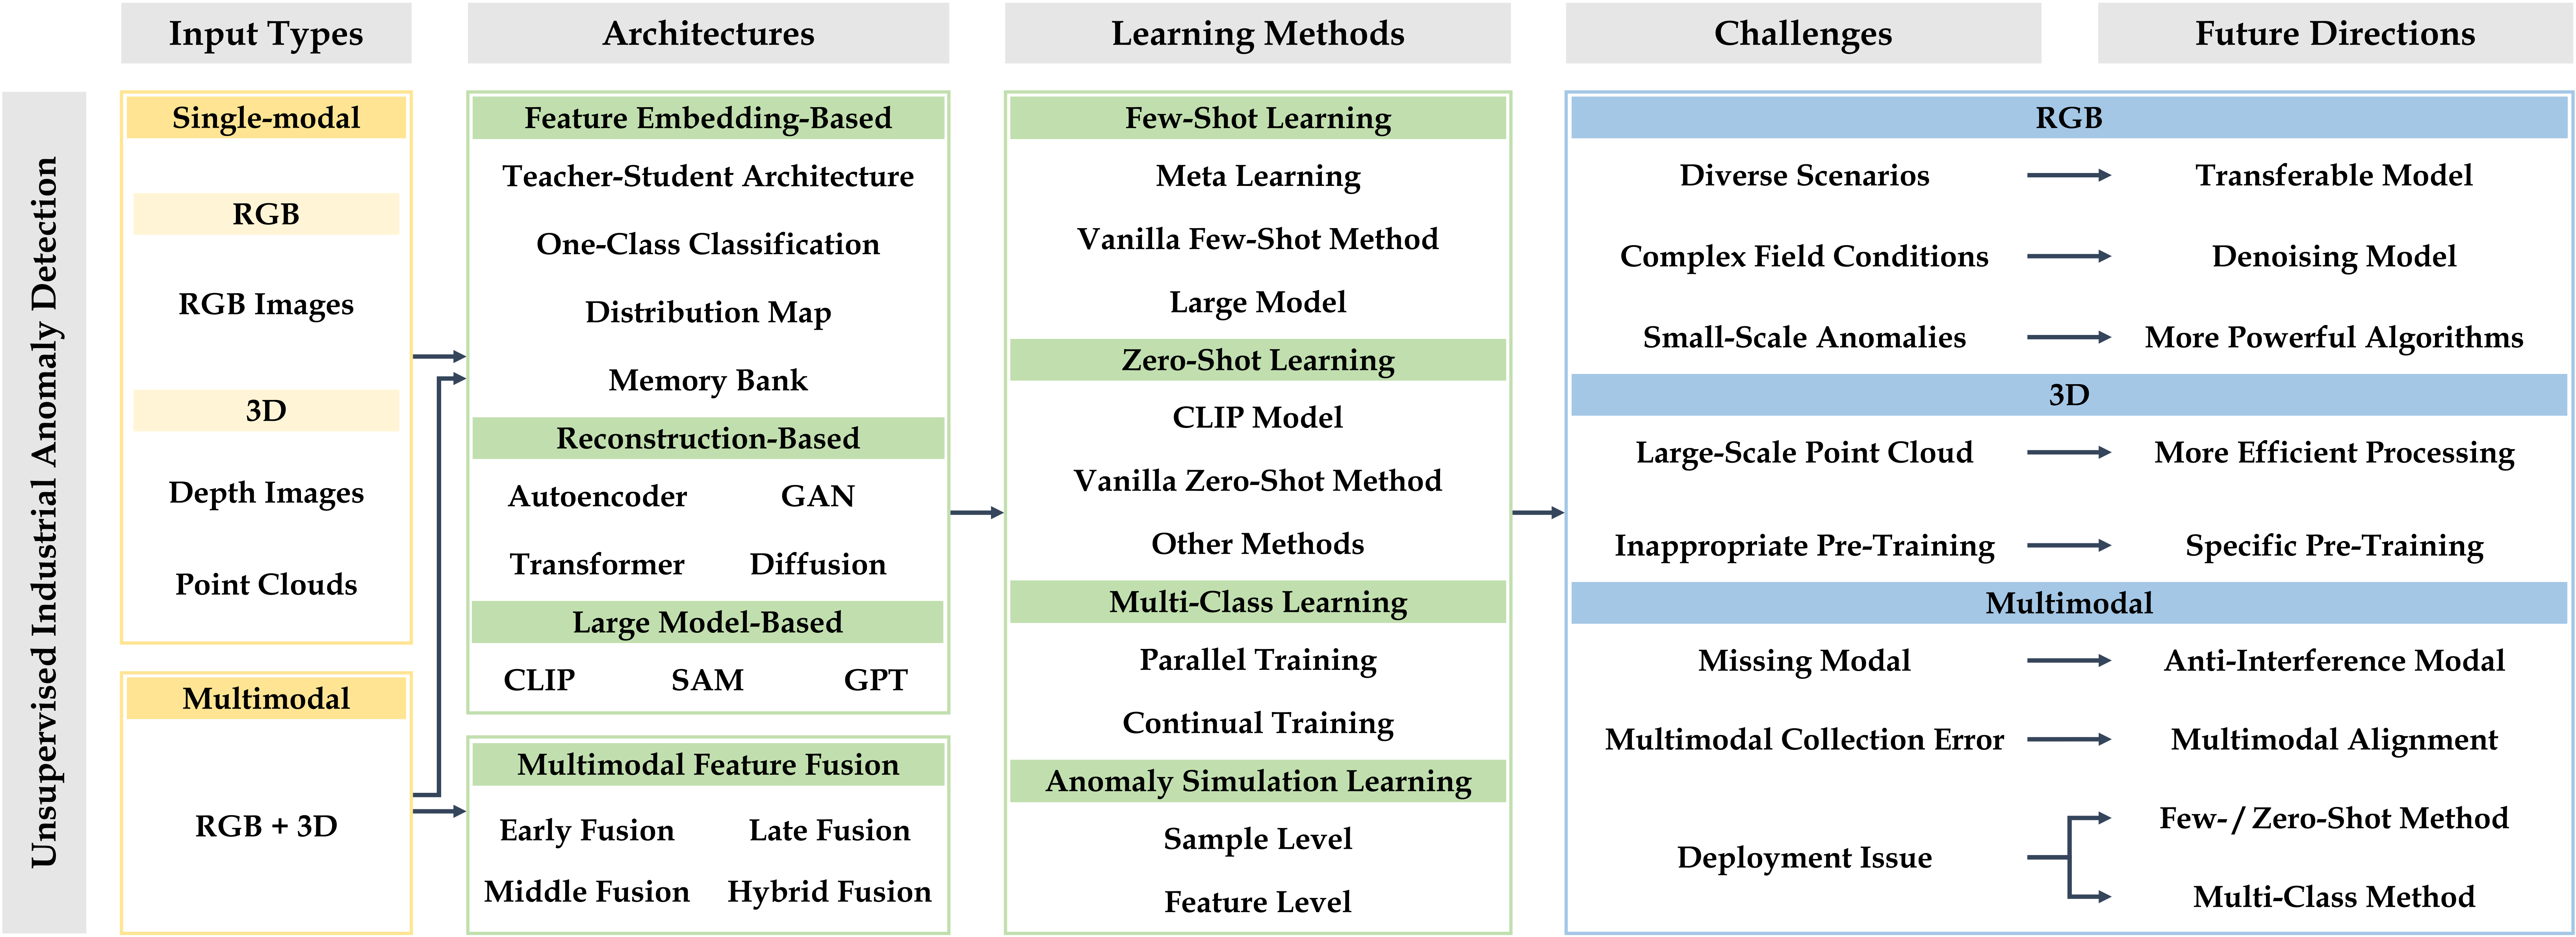 Input Types
Architectures
Learning Methods
Challenges
Future Directions
Unsupervised Industrial Anomaly Detection
Single-modal
RGB
RGB Images
3D
Depth Images
Point Clouds
Multimodal
RGB + 3D
Feature Embedding-Based
Teacher-Student Architecture
One-Class Classification
Distribution Map
Memory Bank
Reconstruction-Based
Autoencoder GAN
Transformer Diffusion
Large Model-Based
CLIP SAM GPT
Multimodal Feature Fusion
Early Fusion Late Fusion
Middle Fusion Hybrid Fusion
Few-Shot Learning
Meta Learning
Vanilla Few-Shot Method
Large Model
Zero-Shot Learning
CLIP Model
Vanilla Zero-Shot Method
Other Methods
Multi-Class Learning
Parallel Training
Continual Training
Anomaly Simulation Learning
Sample Level
Feature Level
RGB
Diverse Scenarios Transferable Model
Complex Field Conditions Denoising Model
Small-Scale Anomalies More Powerful Algorithms
3D
Large-Scale Point Cloud More Efficient Processing
Inappropriate Pre-Training Specific Pre-Training
Multimodal
Missing Modal Anti-Interference Modal
Multimodal Collection Error Multimodal Alignment
Deployment Issue
Few-/ Zero-Shot Method
Multi-Class Method